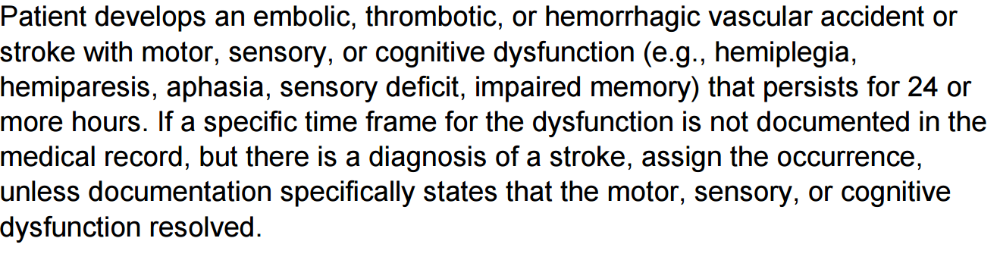 Patient develops an embolic, thrombotic, or hemorrhagic vascular accident or
stroke with motor, sensory, or cognitive dysfunction (e.g., hemiplegia,
hemiparesis, aphasia, sensory deficit, impaired memory) that persists for 24 or
more hours. If a specific time frame for the dysfunction is not documented in the
medical record, but there is a diagnosis of a stroke, assign the occurrence,
unless documentation specifically states that the motor, sensory, or cognitive
dysfunction resolved.